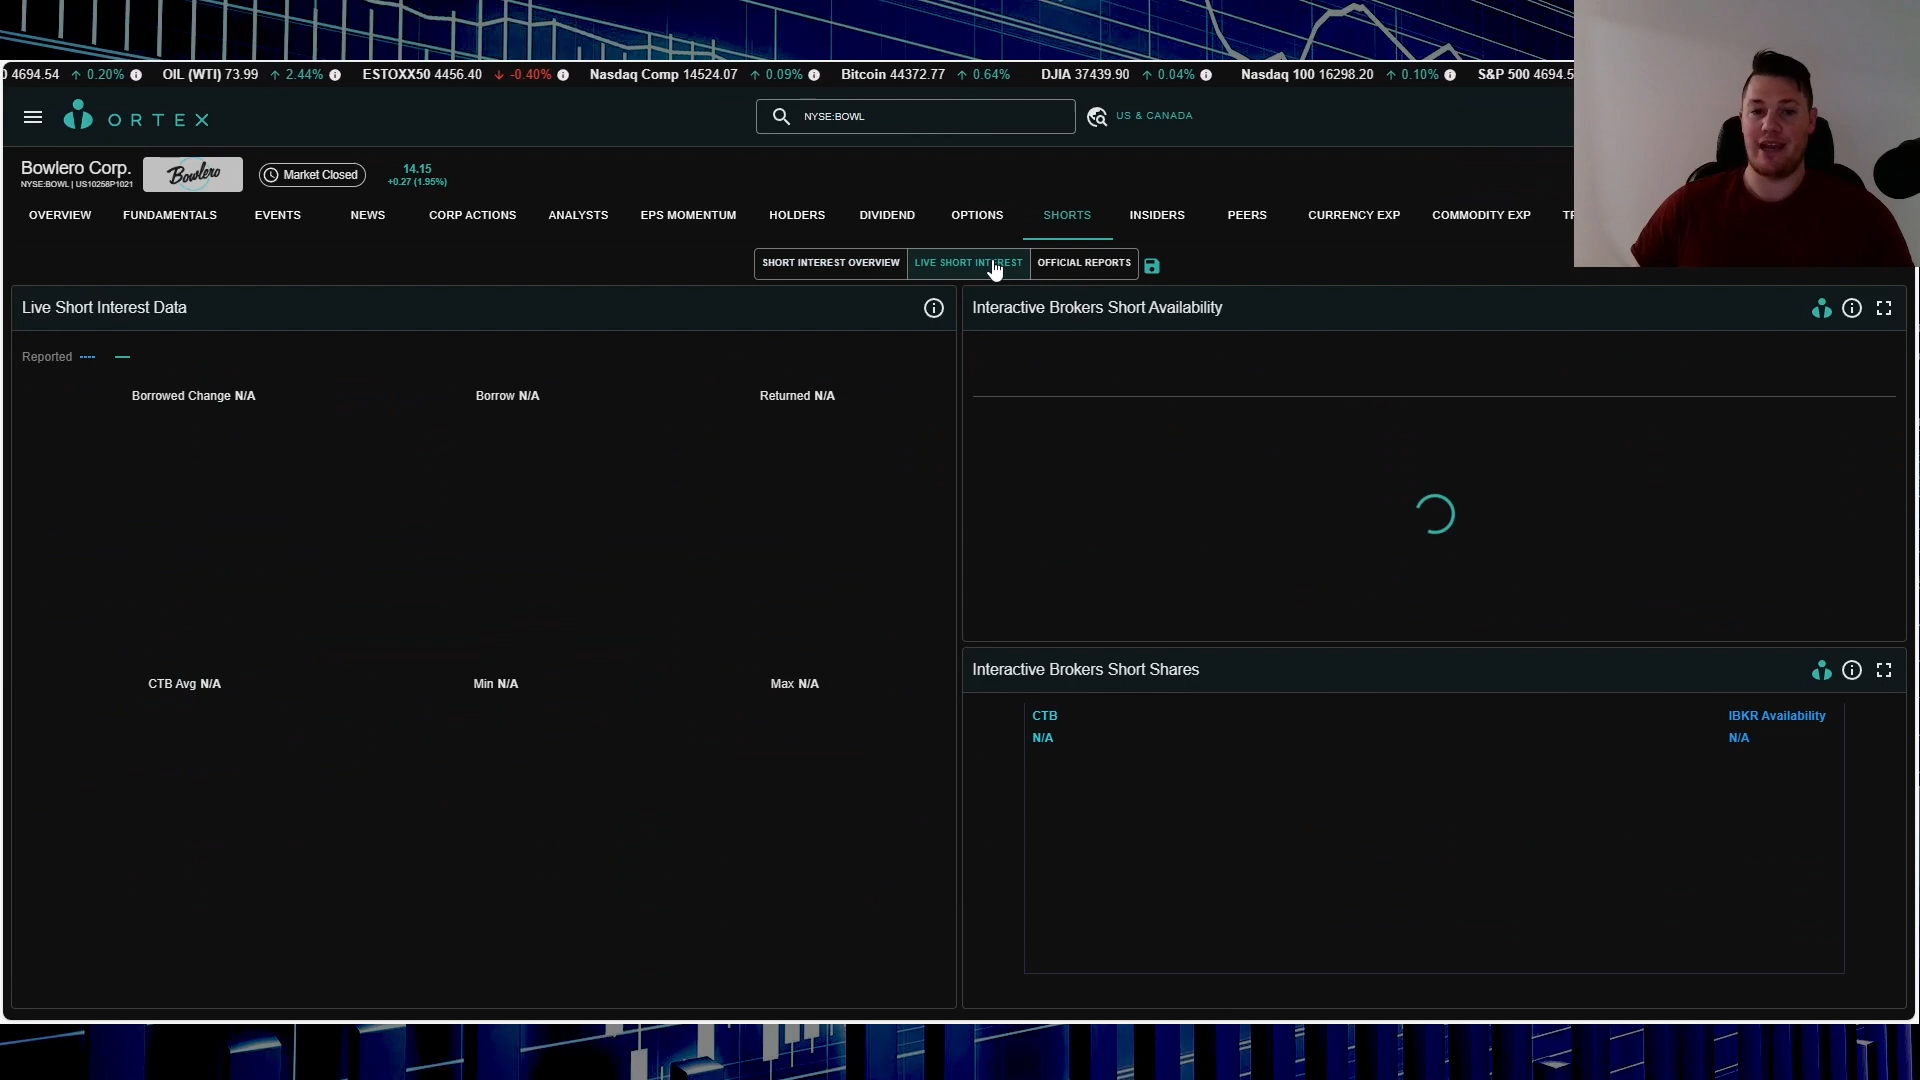 0 4694.54 ↑ 0.20% OIL (WTI) 73.99 ↑ 2.44% ESTOXX50 4456.40 ↓ -0.40% Nasdaq Comp 14524.07 ↑ 0.09% Bitcoin 44372.77 ↑ 0.64% DJIA 37439.90 ↑ 0.04% Nasdaq 100 16298.20 ↑ 0.10% S&P 500 4694.5
ORTEX
NYSE:BOWL
US & CANADA
Bowlero Corp.
NYSE:BOWL | US10258P1021
Bowlero
Market Closed
14.15
+0.27 (1.95%)
OVERVIEW FUNDAMENTALS EVENTS NEWS CORP ACTIONS ANALYSTS EPS MOMENTUM HOLDERS DIVIDEND OPTIONS SHORTS INSIDERS PEERS CURRENCY EXP COMMODITY EXP TR
SHORT INTEREST OVERVIEW LIVE SHORT INTEREST OFFICIAL REPORTS
Live Short Interest Data
Reported
Borrowed Change N/A Borrow N/A Returned N/A
CTB Avg N/A Min N/A Max N/A
Interactive Brokers Short Availability
Interactive Brokers Short Shares
CTB IBKR Availability
N/A N/A